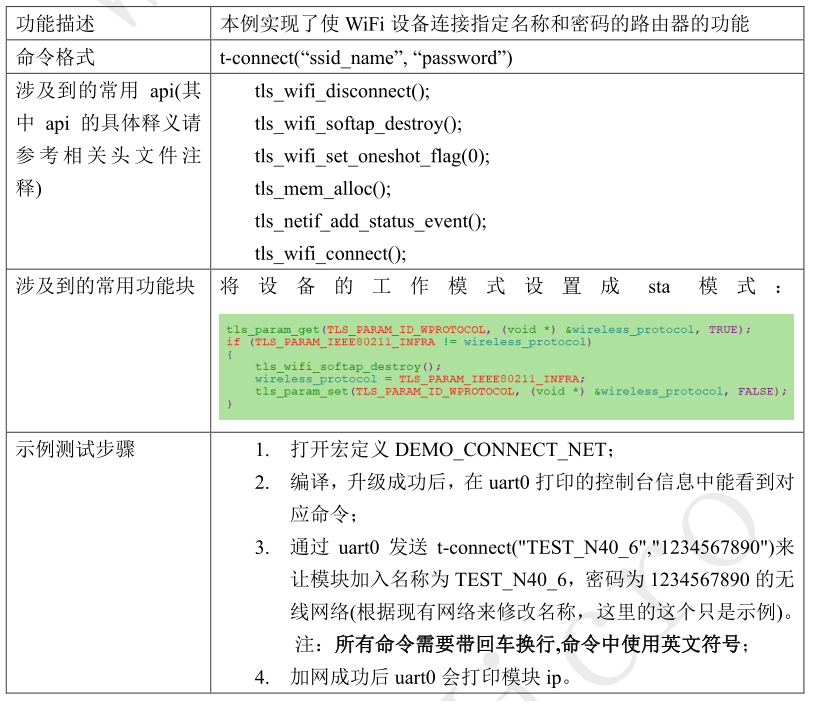 功能描述
本例实现了使 WiFi 设备连接指定名称和密码的路由器的功能
命令格式
t-connect(“ssid_name”, “password”)
涉及到的常用 api(其
中 api 的具体释义请
参考相关头文件注
释)
tls_wifi_disconnect();
tls_wifi_softap_destroy();
tls_wifi_set_oneshot_flag(0);
tls_mem_alloc();
tls_netif_add_status_event();
tls_wifi_connect();
涉及到的常用功能块
将设备的工作模式设置成 sta 模式：
tls_param_get(TLS_PARAM_ID_WPROTOCOL, (void *) &wireless_protocol, TRUE);
if (TLS_PARAM_IEEE80211_INFRA != wireless_protocol)
{
tls_wifi_softap_destroy();
wireless_protocol = TLS_PARAM_IEEE80211_INFRA;
tls_param_set(TLS_PARAM_ID_WPROTOCOL, (void *) &wireless_protocol, FALSE);
}
示例测试步骤
1. 打开宏定义 DEMO_CONNECT_NET；
2. 编译，升级成功后，在 uart0 打印的控制台信息中能看到对
应命令；
3. 通过 uart0 发送 t-connect("TEST_N40_6","1234567890")来
让模块加入名称为 TEST_N40_6，密码为 1234567890 的无
线网络(根据现有网络来修改名称，这里的这个只是示例)。
注：所有命令需要带回车换行,命令中使用英文符号；
4. 加网成功后 uart0 会打印模块 ip。